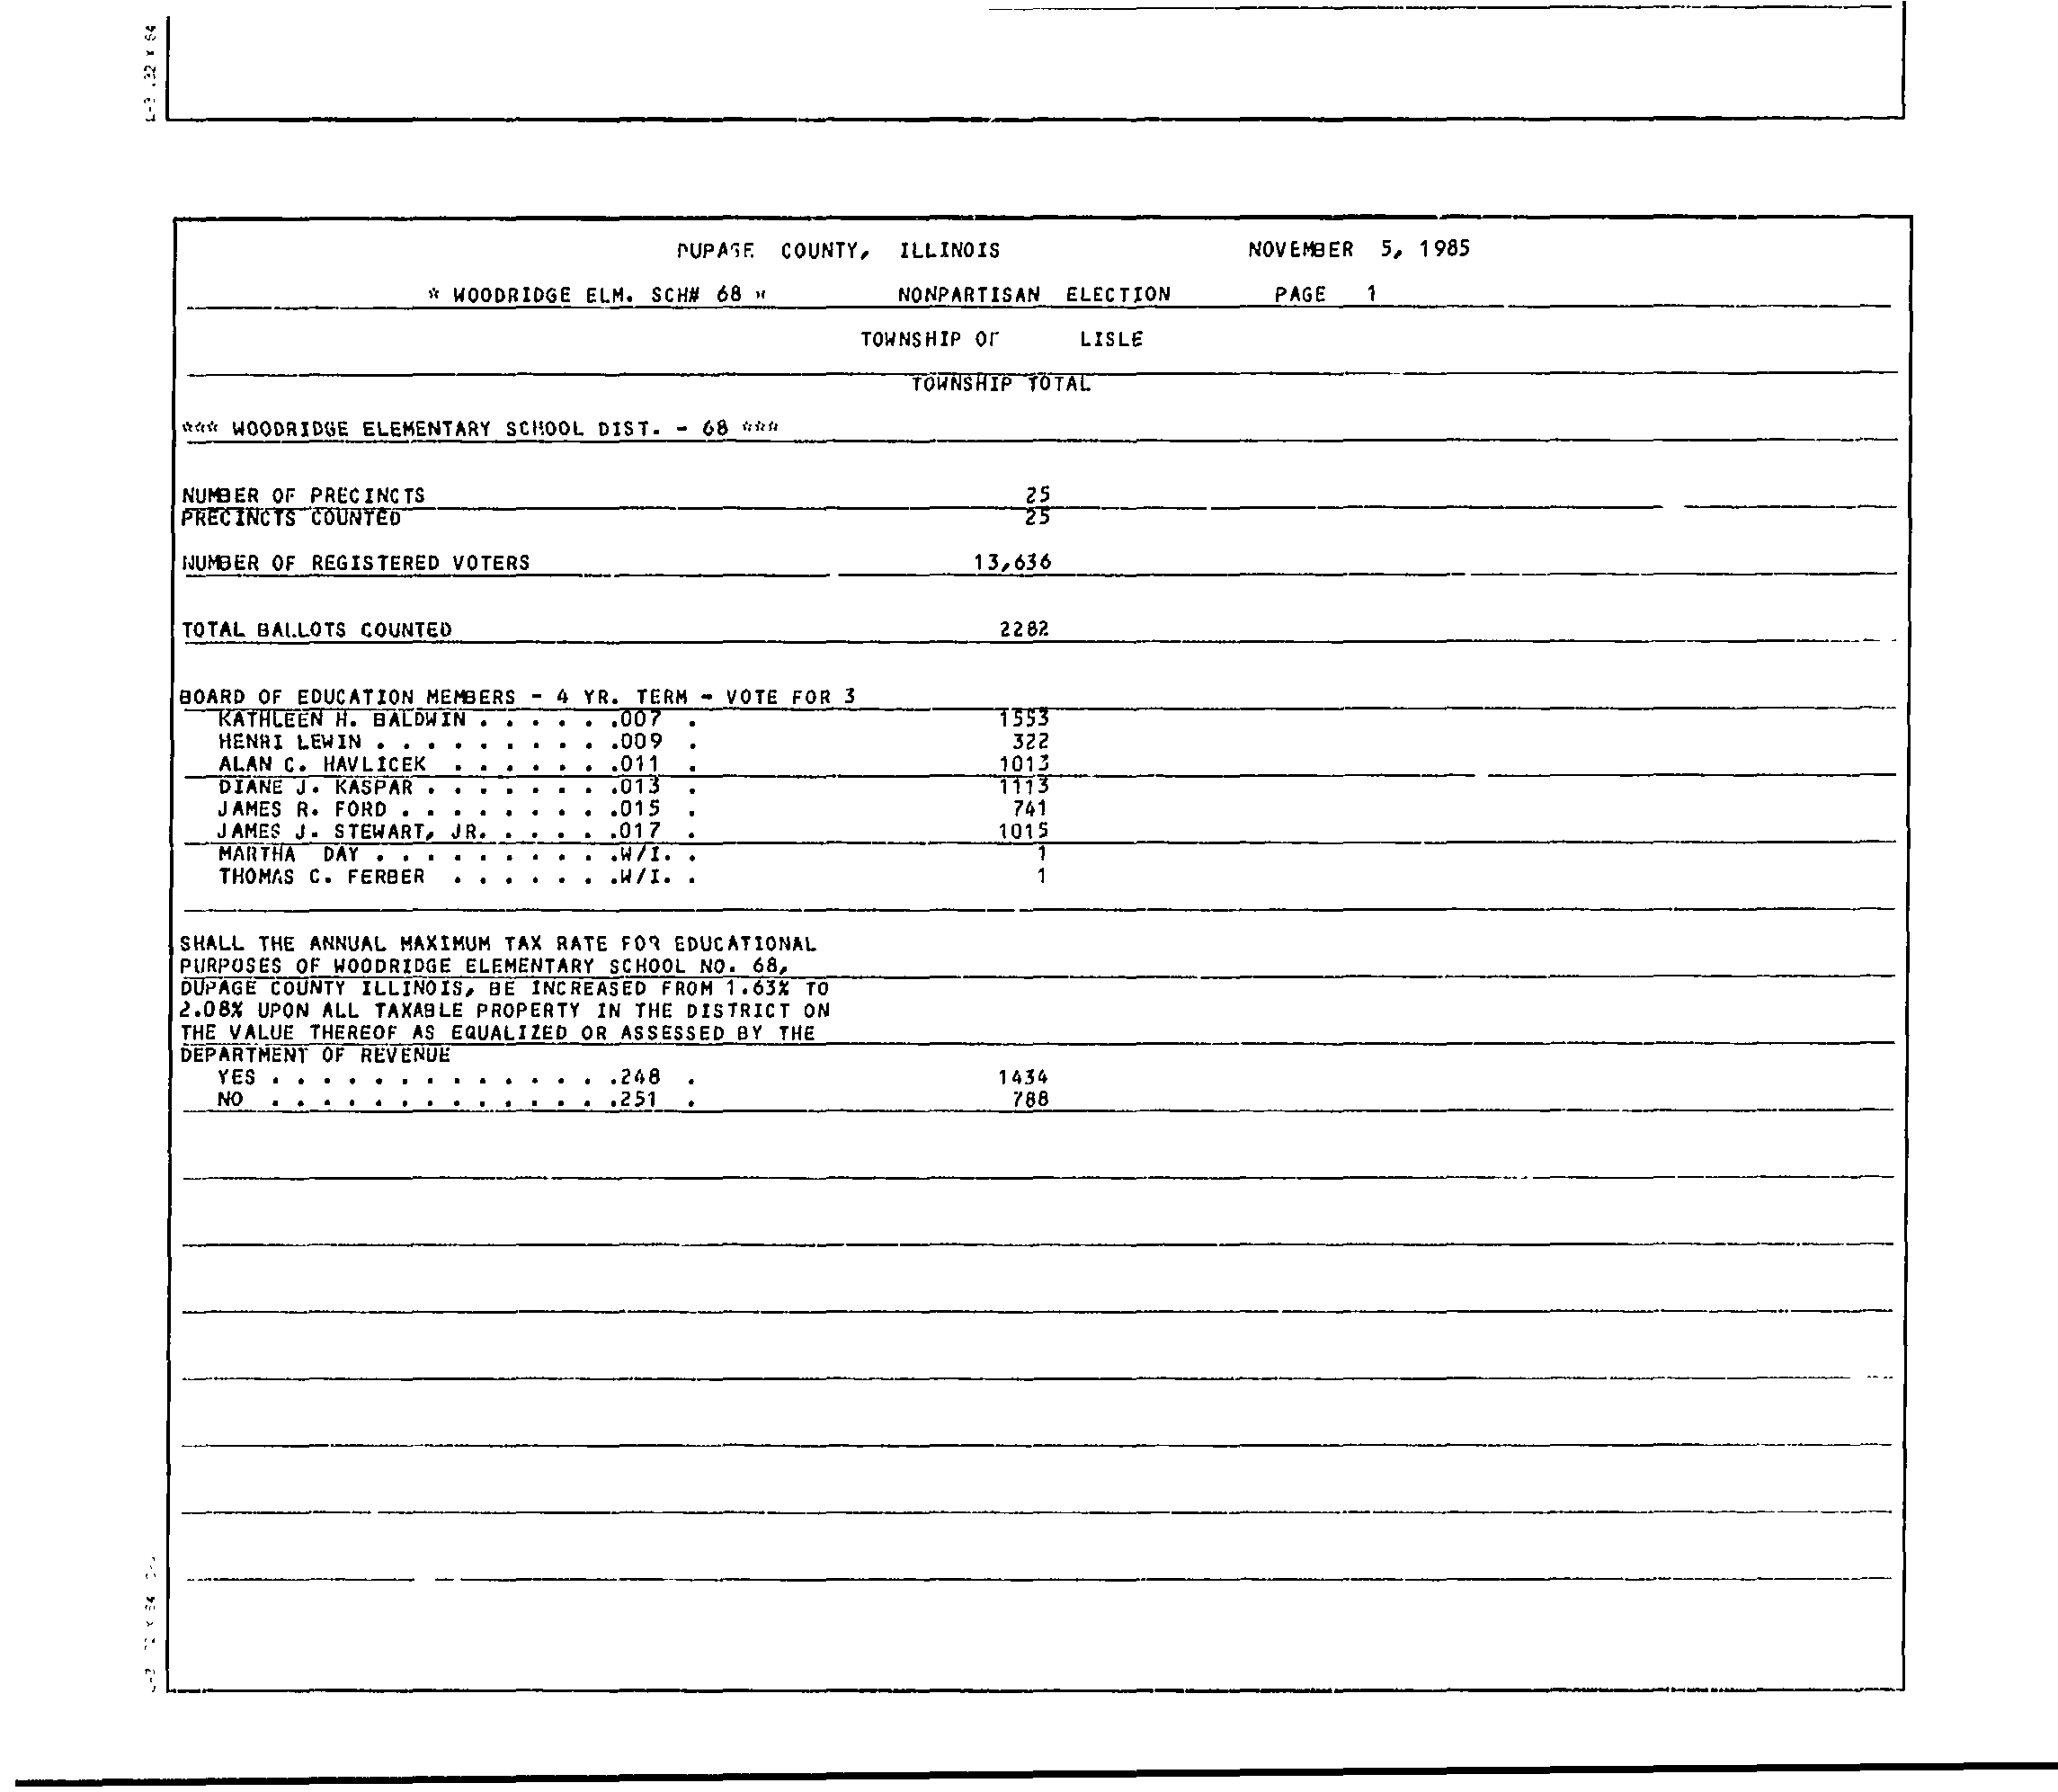 DUPAGE COUNTY, ILLINOIS NOVEMBER 5, 1985
* WOODRIDGE ELM. SCH# 68 * NONPARTISAN ELECTION PAGE 1
TOWNSHIP OF LISLE
TOWNSHIP TOTAL
*** WOODRIDGE ELEMENTARY SCHOOL DIST. - 68 ***
NUMBER OF PRECINCTS 25
PRECINCTS COUNTED 25
NUMBER OF REGISTERED VOTERS 13,636
TOTAL BALLOTS COUNTED 2282
BOARD OF EDUCATION MEMBERS - 4 YR. TERM - VOTE FOR 3
KATHLEEN H. BALDWIN . . . . . .007 . 1553
HENRI LEWIN . . . . . . . . . .009 . 322
ALAN C. HAVLICEK . . . . . . .011 . 1013
DIANE J. KASPAR . . . . . . . .013 . 1113
JAMES R. FORD . . . . . . . . .015 . 741
JAMES J. STEWART, JR. . . . . .017 . 1015
MARTHA DAY . . . . . . . . . .W/I. . 1
THOMAS C. FERBER . . . . . . .W/I. . 1
SHALL THE ANNUAL MAXIMUM TAX RATE FOR EDUCATIONAL
PURPOSES OF WOODRIDGE ELEMENTARY SCHOOL NO. 68,
DUPAGE COUNTY ILLINOIS, BE INCREASED FROM 1.63% TO
2.08% UPON ALL TAXABLE PROPERTY IN THE DISTRICT ON
THE VALUE THEREOF AS EQUALIZED OR ASSESSED BY THE
DEPARTMENT OF REVENUE
YES . . . . . . . . . . . . . .248 . 1434
NO . . . . . . . . . . . . . .251 . 788